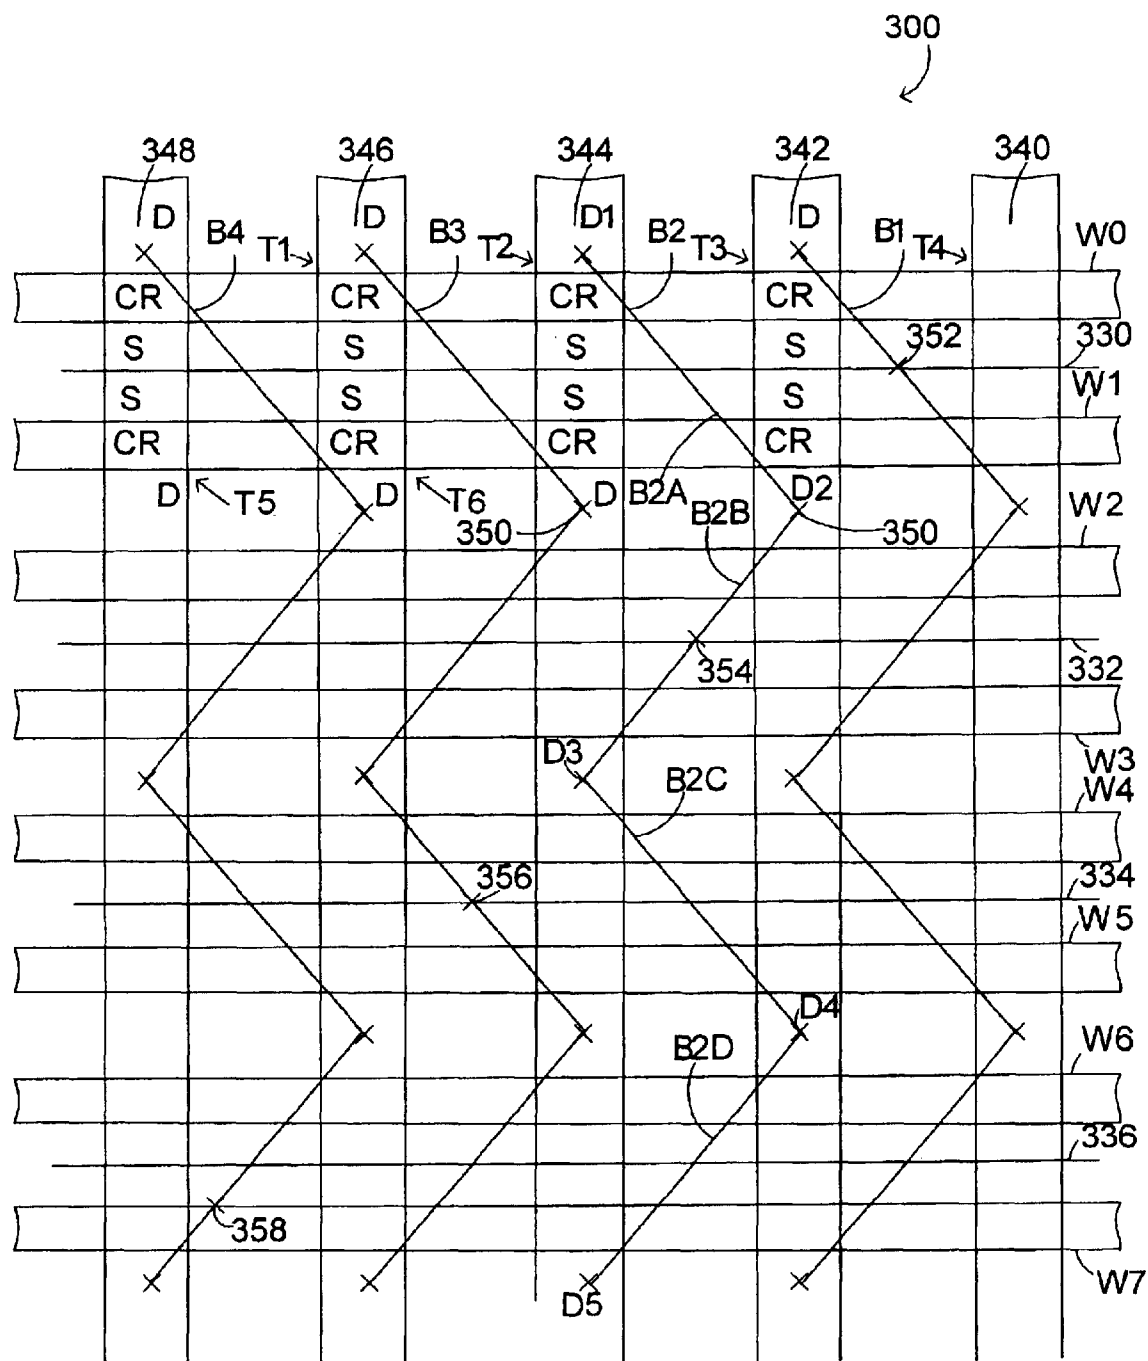 300
348 346 344 342 340
D D D1 D
B4 T1 B3 T2 B2 T3 B1 T4 W0
CR CR CR CR
S S S S 352 330
S S S S W1
CR CR CR CR
D T5 D T6 350 D B2A B2B D2 350 W2
354 332
D3 B2C W3
W4
356 334
W5
D4
B2D W6
336
358
D5 W7